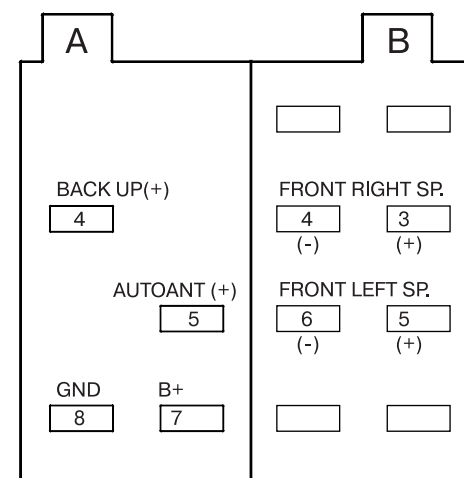 A
B
BACK UP(+)
4
AUTOANT (+)
5
GND
B+
8
7
FRONT RIGHT SP.
4
3
(-)
(+)
FRONT LEFT SP.
6
5
(-)
(+)